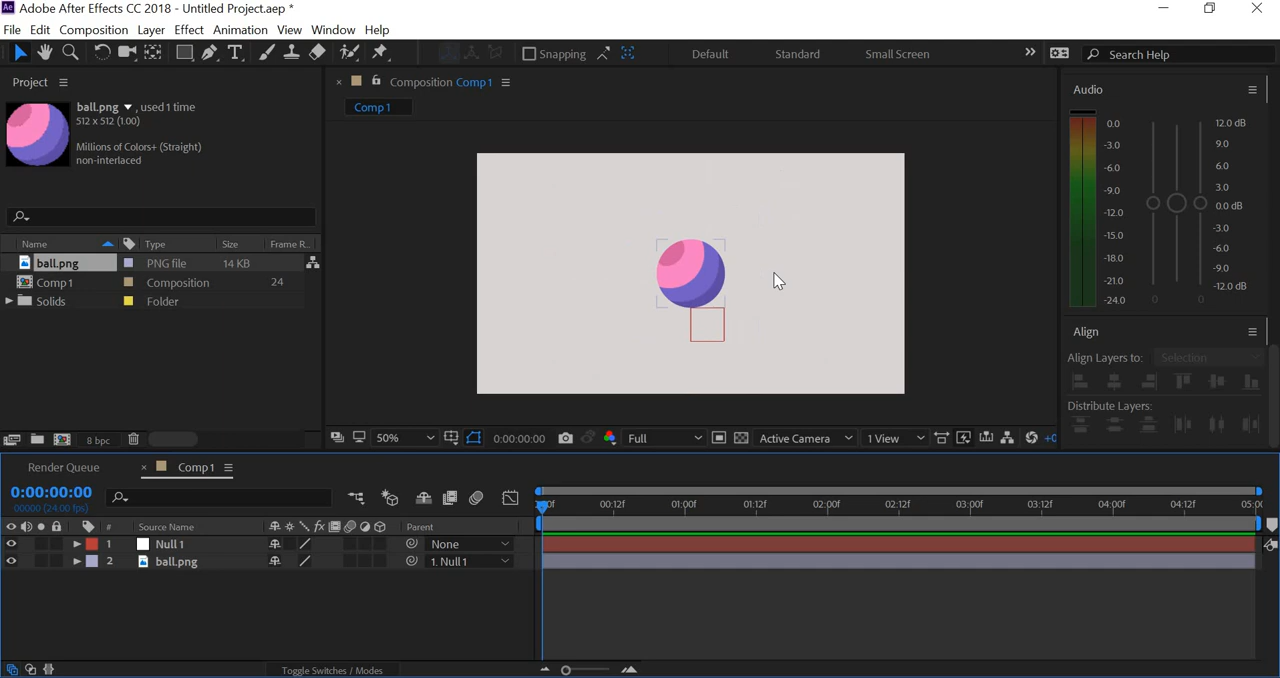 Ae Adobe After Effects CC 2018 - Untitled Project.aep *
File Edit Composition Layer Effect Animation View Window Help
T Snapping Default Standard Small Screen >> Search Help
Project
× Composition Comp 1
Audio
ball.png ▼ , used 1 time
512 x 512 (1.00)
Comp 1
Millions of Colors+ (Straight)
non-interlaced
0.0
-3.0
-6.0
-9.0
-12.0
-15.0
-18.0
-21.0
-24.0
0 0
12.0 dB
9.0
6.0
3.0
0.0 dB
-3.0
-6.0
-9.0
-12.0 dB
Name Type Size Frame R...
ball.png PNG file 14 KB
Comp 1 Composition 24
Solids Folder
Align
Align Layers to: Selection
Distribute Layers:
8 bpc
50% 0:00:00:00 Full Active Camera 1 View +0
Render Queue × Comp 1
0:00:00:00
00000 (24.00 fps)
00:12f 01:00f 01:12f 02:00f 02:12f 03:00f 03:12f 04:00f 04:12f
# Source Name fx Parent
1 Null 1 None
2 ball.png 1. Null 1
Toggle Switches / Modes